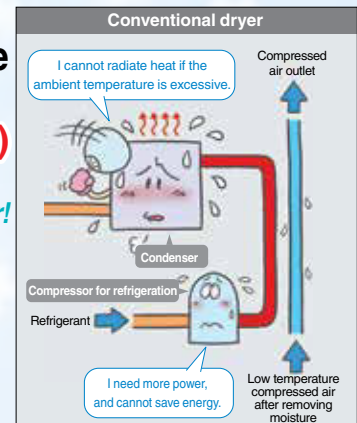 Conventional dryer
e
)
r!
I cannot radiate heat if the
ambient temperature is excessive.
Compressed
air outlet
Condenser
Compressor for refrigeration
Refrigerant
I need more power,
and cannot save energy.
Low temperature
compressed air
after removing
moisture